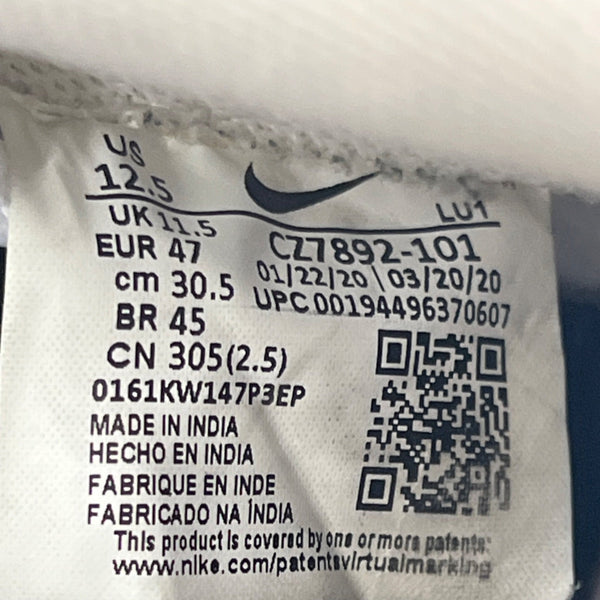 US
12.5
LU1
UK 11.5
CZ7892-101
EUR 47
01/22/20 \ 03/20/20
cm 30.5
UPC 00194496370607
BR 45
CN 305(2.5)
0161KW147P3EP
MADE IN INDIA
HECHO EN INDIA
FABRIQUE EN INDE
FABRICADO NA ÍNDIA
This product is covered by one or more patents:
www.nike.com/patentsvirtualmarking